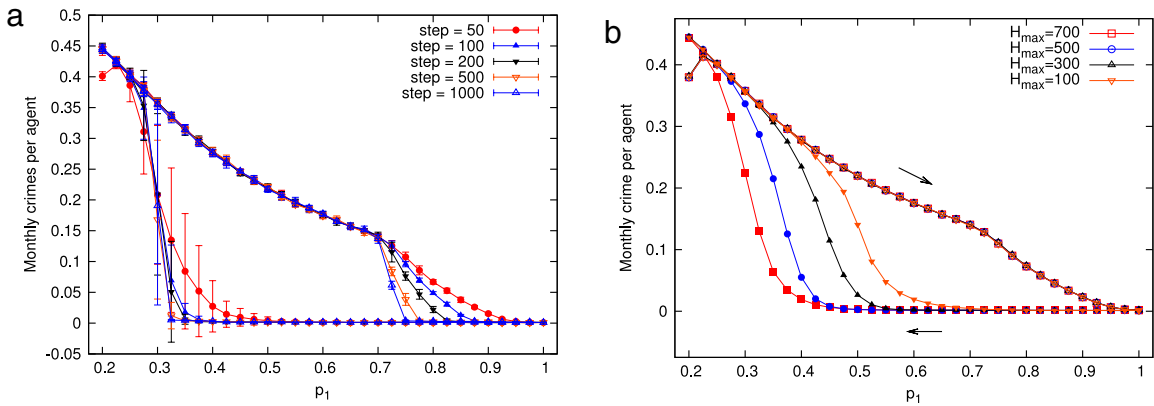 a
step = 50
step = 100
step = 200
step = 500
step = 1000
Monthly crimes per agent
0.5
0.45
0.4
0.35
0.3
0.25
0.2
0.15
0.1
0.05
0
-0.05
0.2 0.3 0.4 0.5 0.6 0.7 0.8 0.9 1
p1
b
Hmax=700
Hmax=500
Hmax=300
Hmax=100
Monthly crime per agent
0.4
0.3
0.2
0.1
0
0.2 0.3 0.4 0.5 0.6 0.7 0.8 0.9 1
p1